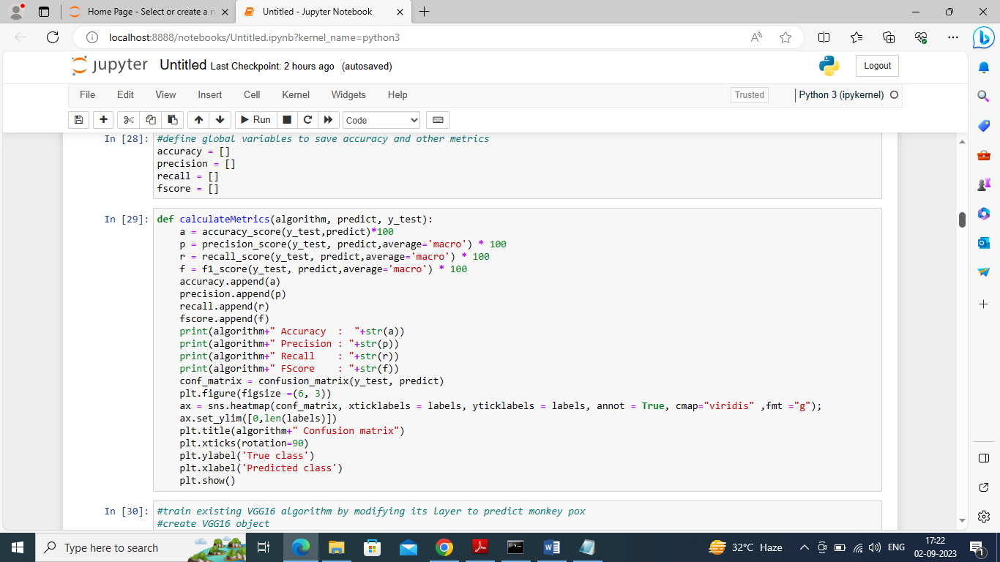 Home Page - Select or create a n
Untitled - Jupyter Notebook
localhost:8888/notebooks/Untitled.ipynb?kernel_name=python3
jupyter Untitled Last Checkpoint: 2 hours ago (autosaved)
Logout
File Edit View Insert Cell Kernel Widgets Help
Trusted
Python 3 (ipykernel)
Run
Code
In [28]: #define global variables to save accuracy and other metrics
accuracy = []
precision = []
recall = []
fscore = []
In [29]: def calculateMetrics(algorithm, predict, y_test):
    a = accuracy_score(y_test,predict)*100
    p = precision_score(y_test, predict,average='macro') * 100
    r = recall_score(y_test, predict,average='macro') * 100
    f = f1_score(y_test, predict,average='macro') * 100
    accuracy.append(a)
    precision.append(p)
    recall.append(r)
    fscore.append(f)
    print(algorithm+" Accuracy  :  "+str(a))
    print(algorithm+" Precision : "+str(p))
    print(algorithm+" Recall    : "+str(r))
    print(algorithm+" FScore    : "+str(f))
    conf_matrix = confusion_matrix(y_test, predict)
    plt.figure(figsize =(6, 3))
    ax = sns.heatmap(conf_matrix, xticklabels = labels, yticklabels = labels, annot = True, cmap="viridis" ,fmt ="g");
    ax.set_ylim([0,len(labels)])
    plt.title(algorithm+" Confusion matrix")
    plt.xticks(rotation=90)
    plt.ylabel('True class')
    plt.xlabel('Predicted class')
    plt.show()
In [30]: #train existing VGG16 algorithm by modifying its layer to predict monkey pox
#create VGG16 object
Type here to search
32°C Haze
ENG
17:22
02-09-2023
1